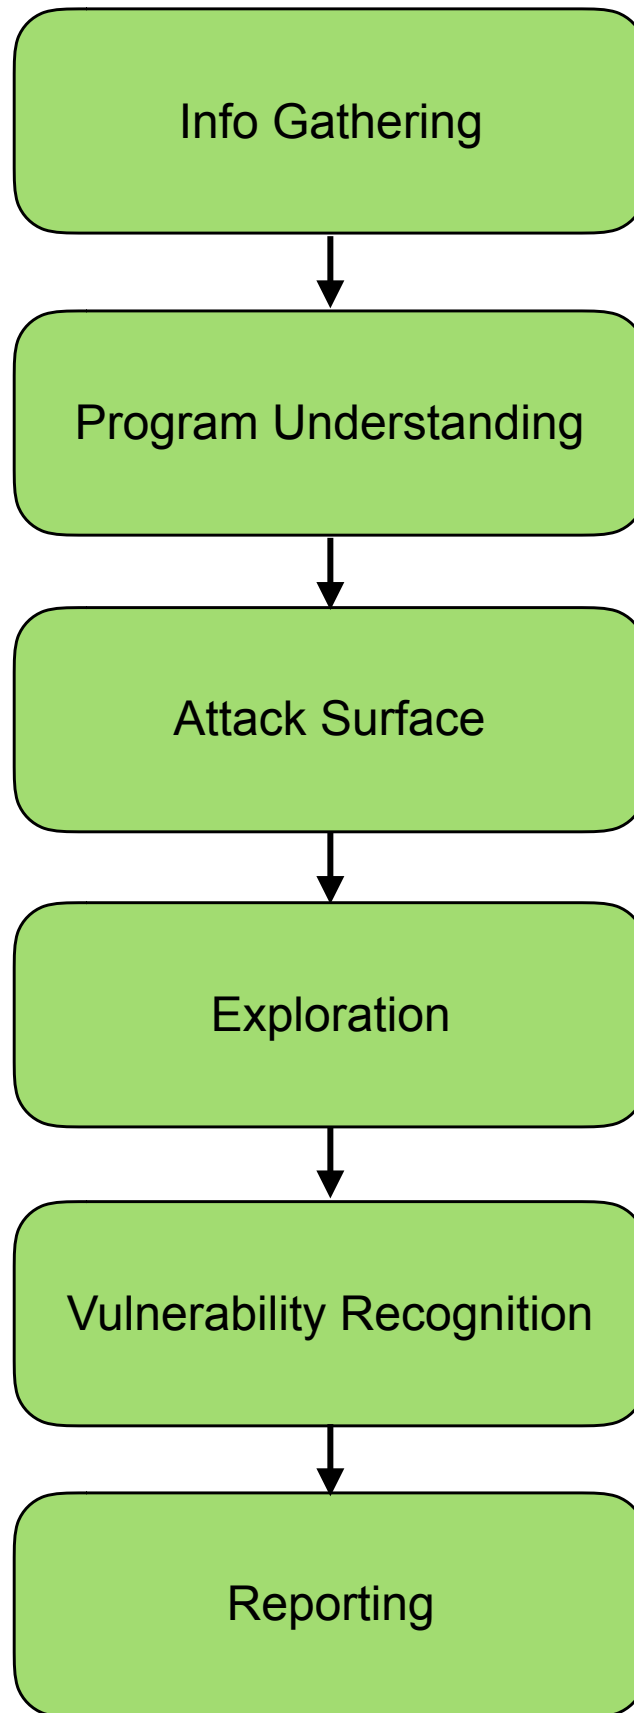 Info Gathering
Program Understanding
Attack Surface
Exploration
Vulnerability Recognition
Reporting